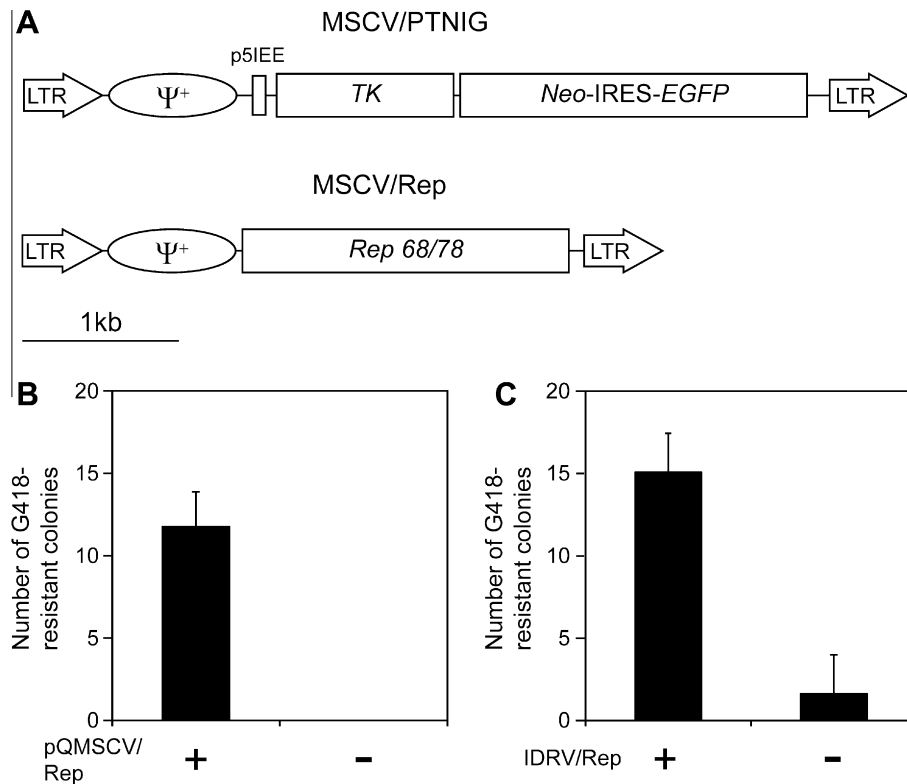 A
MSCV/PTNIG
p5IEE
LTR
Ψ+
TK
Neo-IRES-EGFP
LTR
MSCV/Rep
LTR
Ψ+
Rep 68/78
LTR
1kb
B
20
15
10
5
0
Number of G418-
resistant colonies
pQMSCV/
Rep
+
-
C
20
15
10
5
0
Number of G418-
resistant colonies
IDRV/Rep
+
-